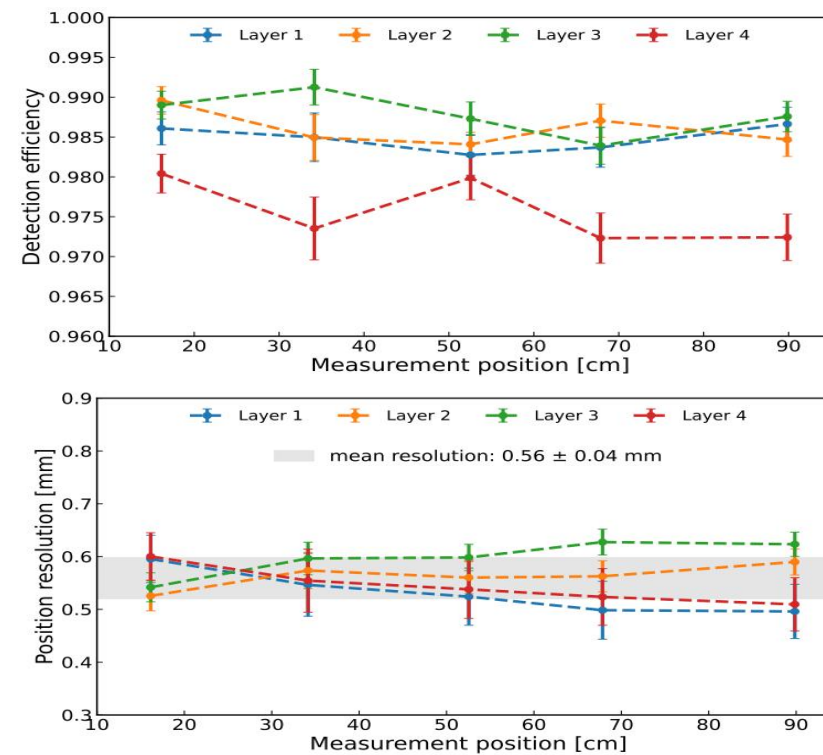 1.000
0.995
0.990
0.985
0.980
0.975
0.970
0.965
0.960
Detection efficiency
Layer 1 Layer 2 Layer 3 Layer 4
10 20 30 40 50 60 70 80 90
Measurement position [cm]
0.9
0.8
0.7
0.6
0.5
0.4
0.3
Position resolution [mm]
Layer 1 Layer 2 Layer 3 Layer 4
mean resolution: 0.56 ± 0.04 mm
10 20 30 40 50 60 70 80 90
Measurement position [cm]